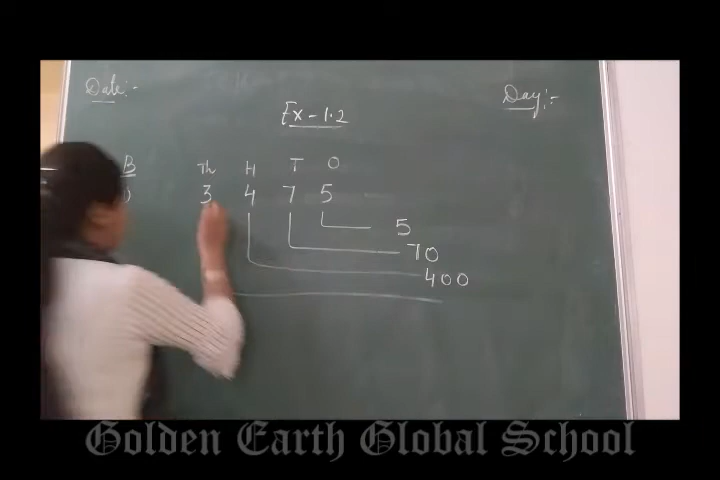 Date:- Day:-
Ex-1.2
B Th H T O
) 3 4 7 5
5
70
400
Golden Earth Global School